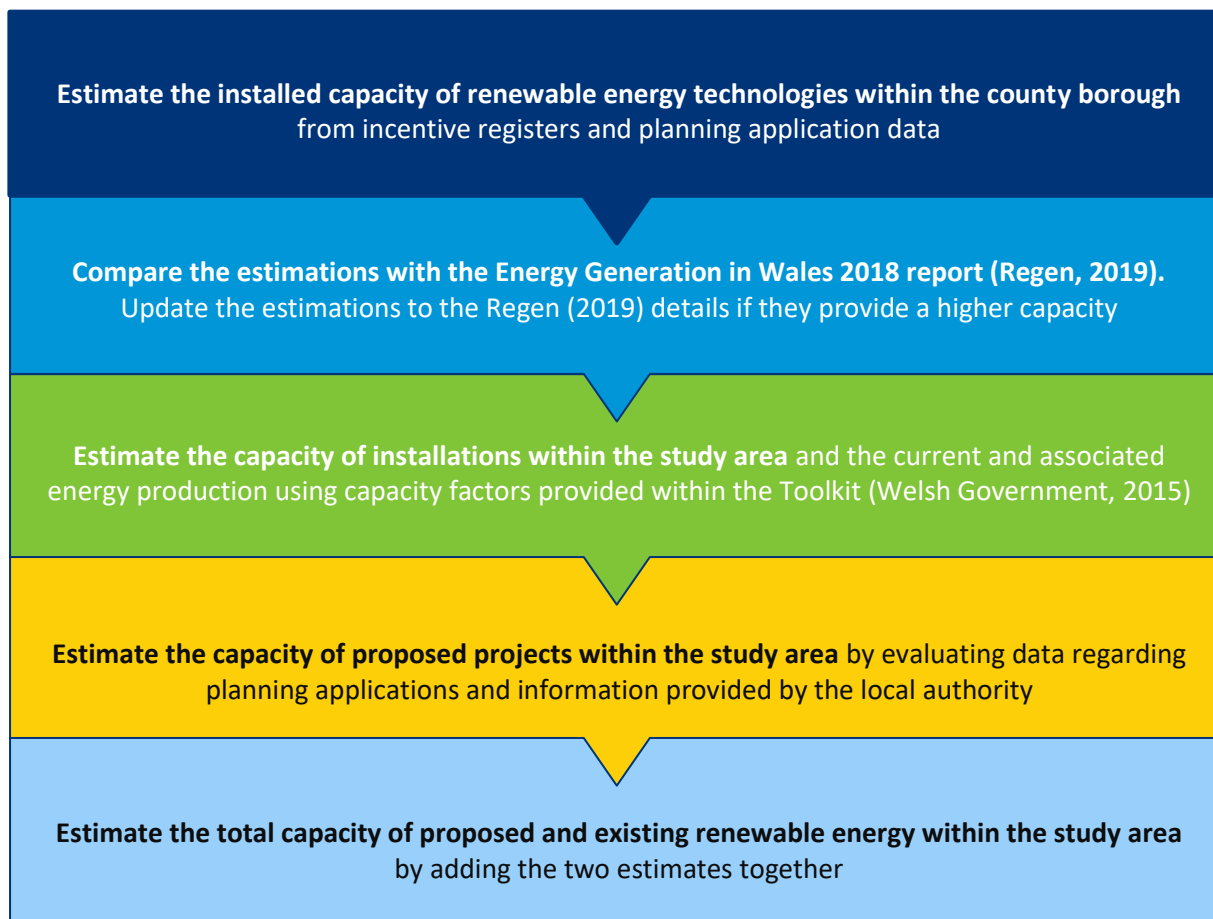 Estimate the installed capacity of renewable energy technologies within the county borough
from incentive registers and planning application data
Compare the estimations with the Energy Generation in Wales 2018 report (Regen, 2019).
Update the estimations to the Regen (2019) details if they provide a higher capacity
Estimate the capacity of installations within the study area and the current and associated
energy production using capacity factors provided within the Toolkit (Welsh Government, 2015)
Estimate the capacity of proposed projects within the study area by evaluating data regarding
planning applications and information provided by the local authority
Estimate the total capacity of proposed and existing renewable energy within the study area
by adding the two estimates together